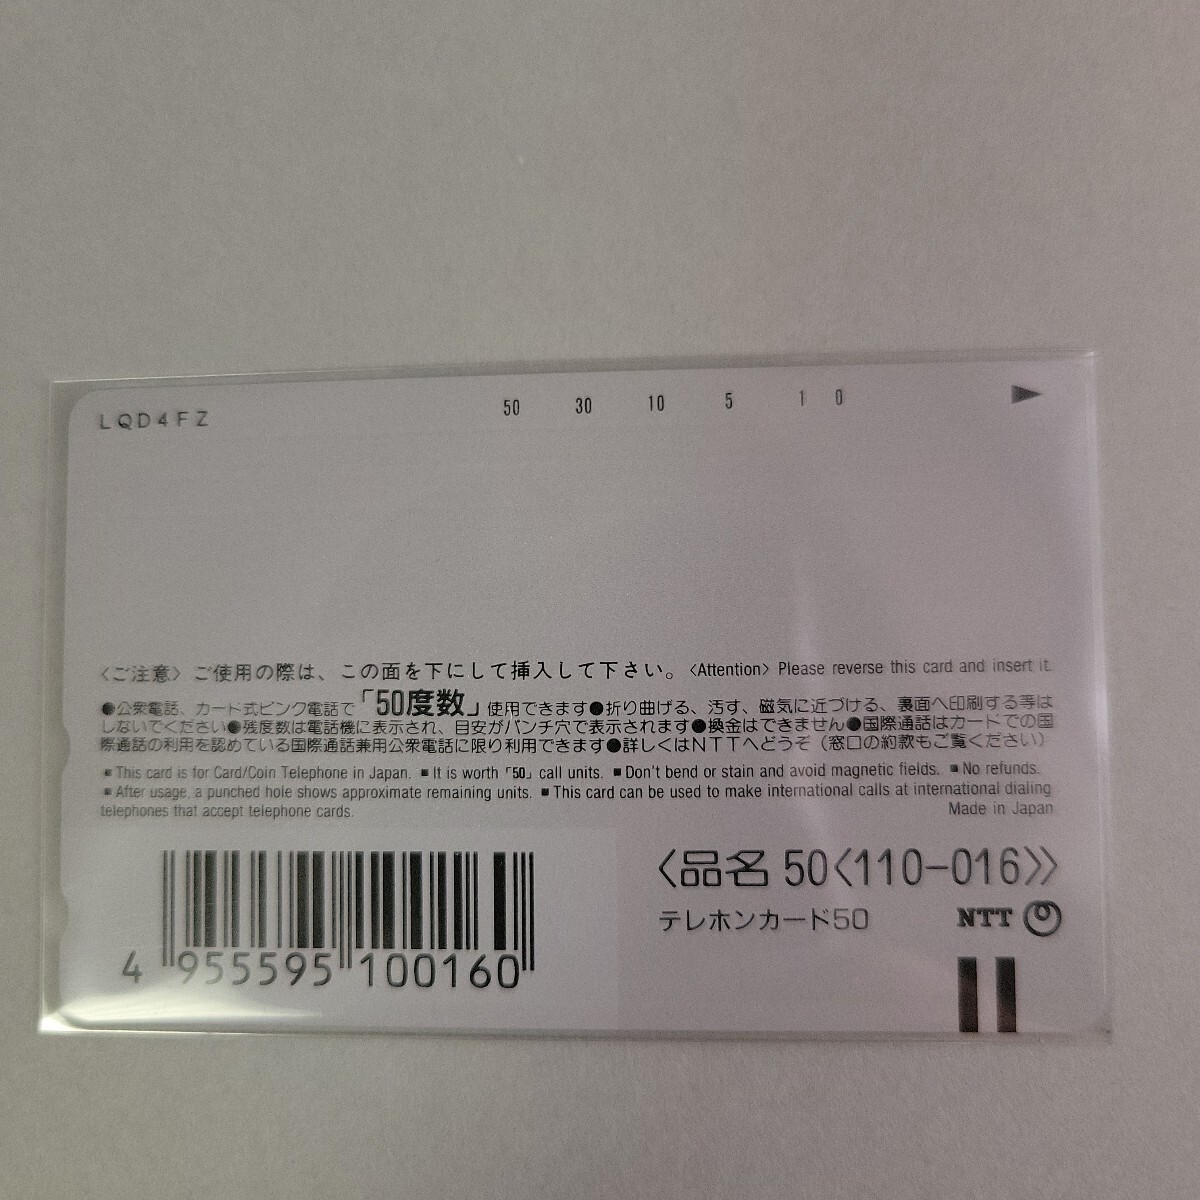 LQD4FZ 50 30 10 5 1 0 ▶
〈ご注意〉ご使用の際は、この面を下にして挿入して下さい。〈Attention〉Please reverse this card and insert it.
●公衆電話、カード式ピンク電話で「50度数」使用できます●折り曲げる、汚す、磁気に近づける、裏面へ印刷する等は
しないでください●残度数は電話機に表示され、目安がパンチ穴で表示されます●換金はできません●国際通話はカードでの国
際通話の利用を認めている国際通話兼用公衆電話に限り利用できます●詳しくはNTTへどうぞ（窓口の約款もご覧ください）
■This card is for Card/Coin Telephone in Japan. ■It is worth「50」call units. ■Don't bend or stain and avoid magnetic fields. ■No refunds.
■After usage, a punched hole shows approximate remaining units. ■This card can be used to make international calls at international dialing
telephones that accept telephone cards. Made in Japan
〈品名 50〈110-016〉〉
テレホンカード50 NTT
4 955595 100160